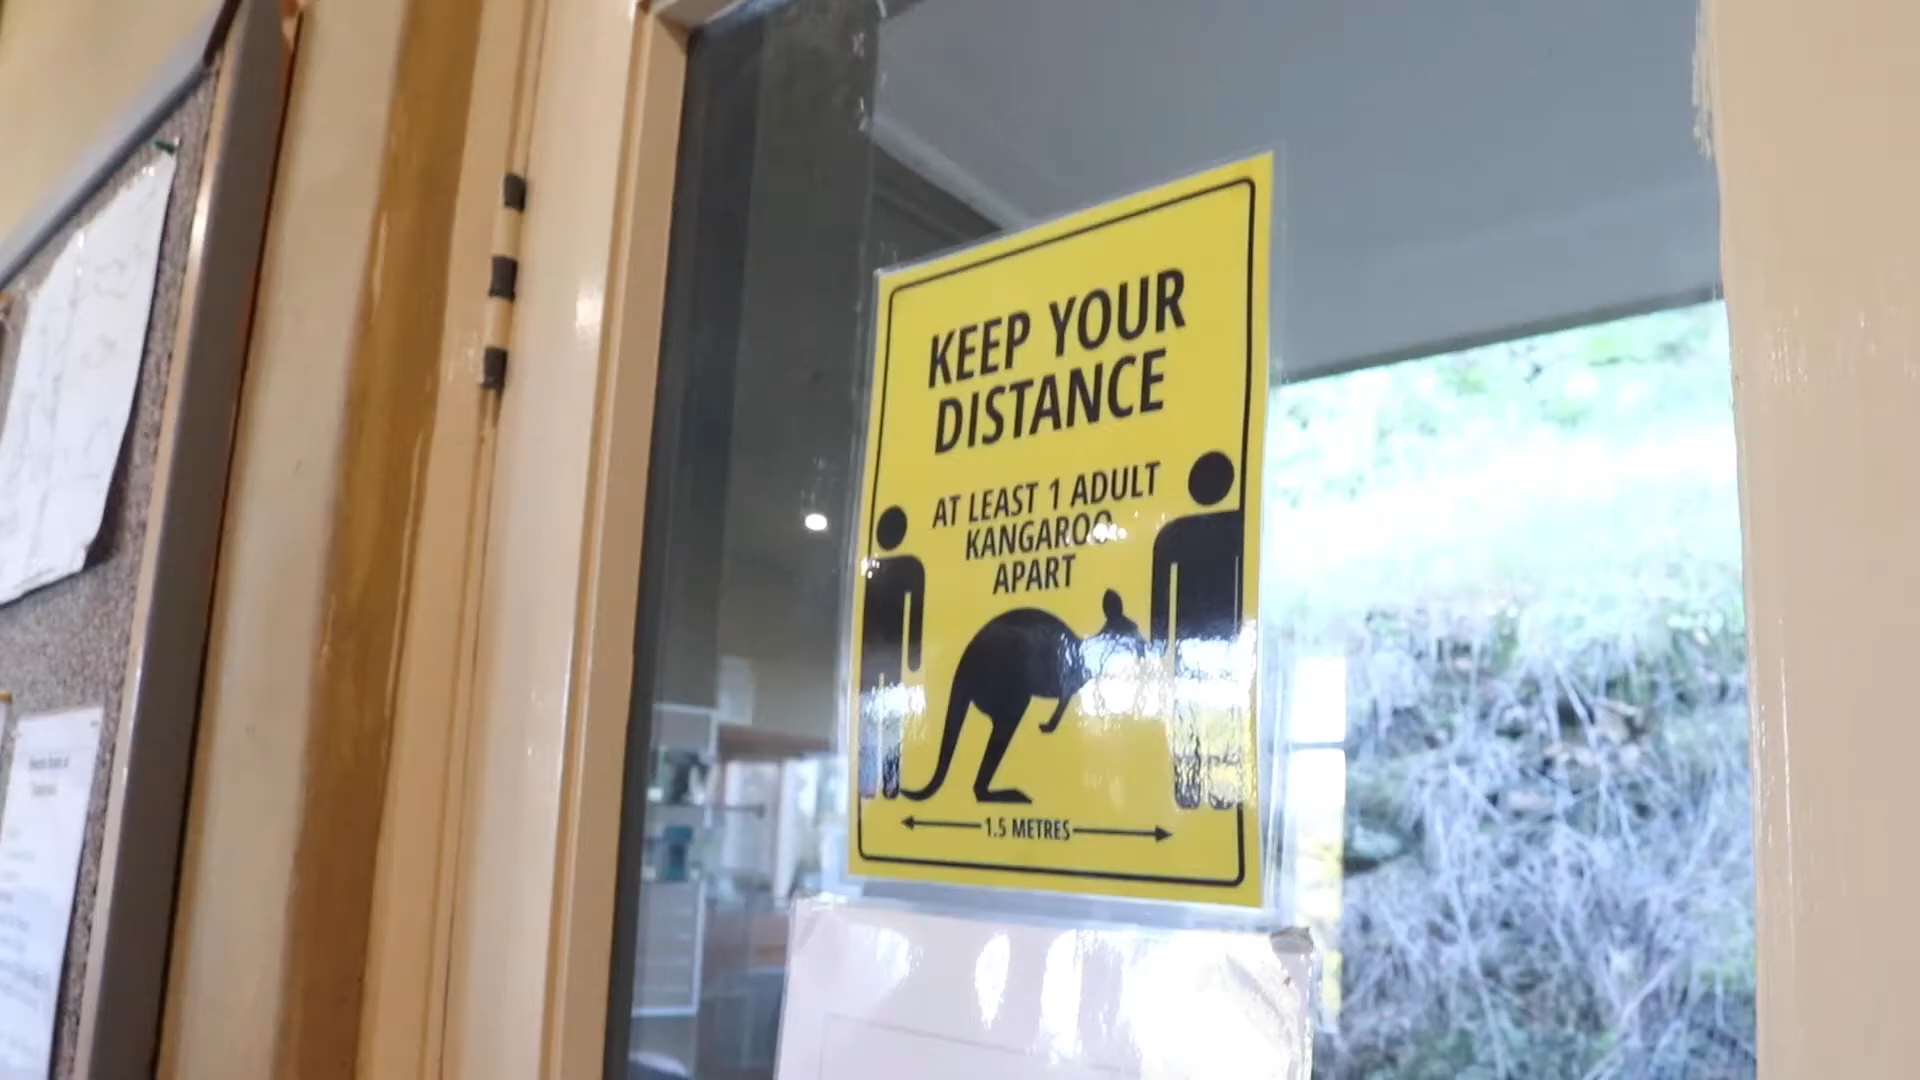 KEEP YOUR
DISTANCE
AT LEAST 1 ADULT
KANGAROO
APART
1.5 METRES